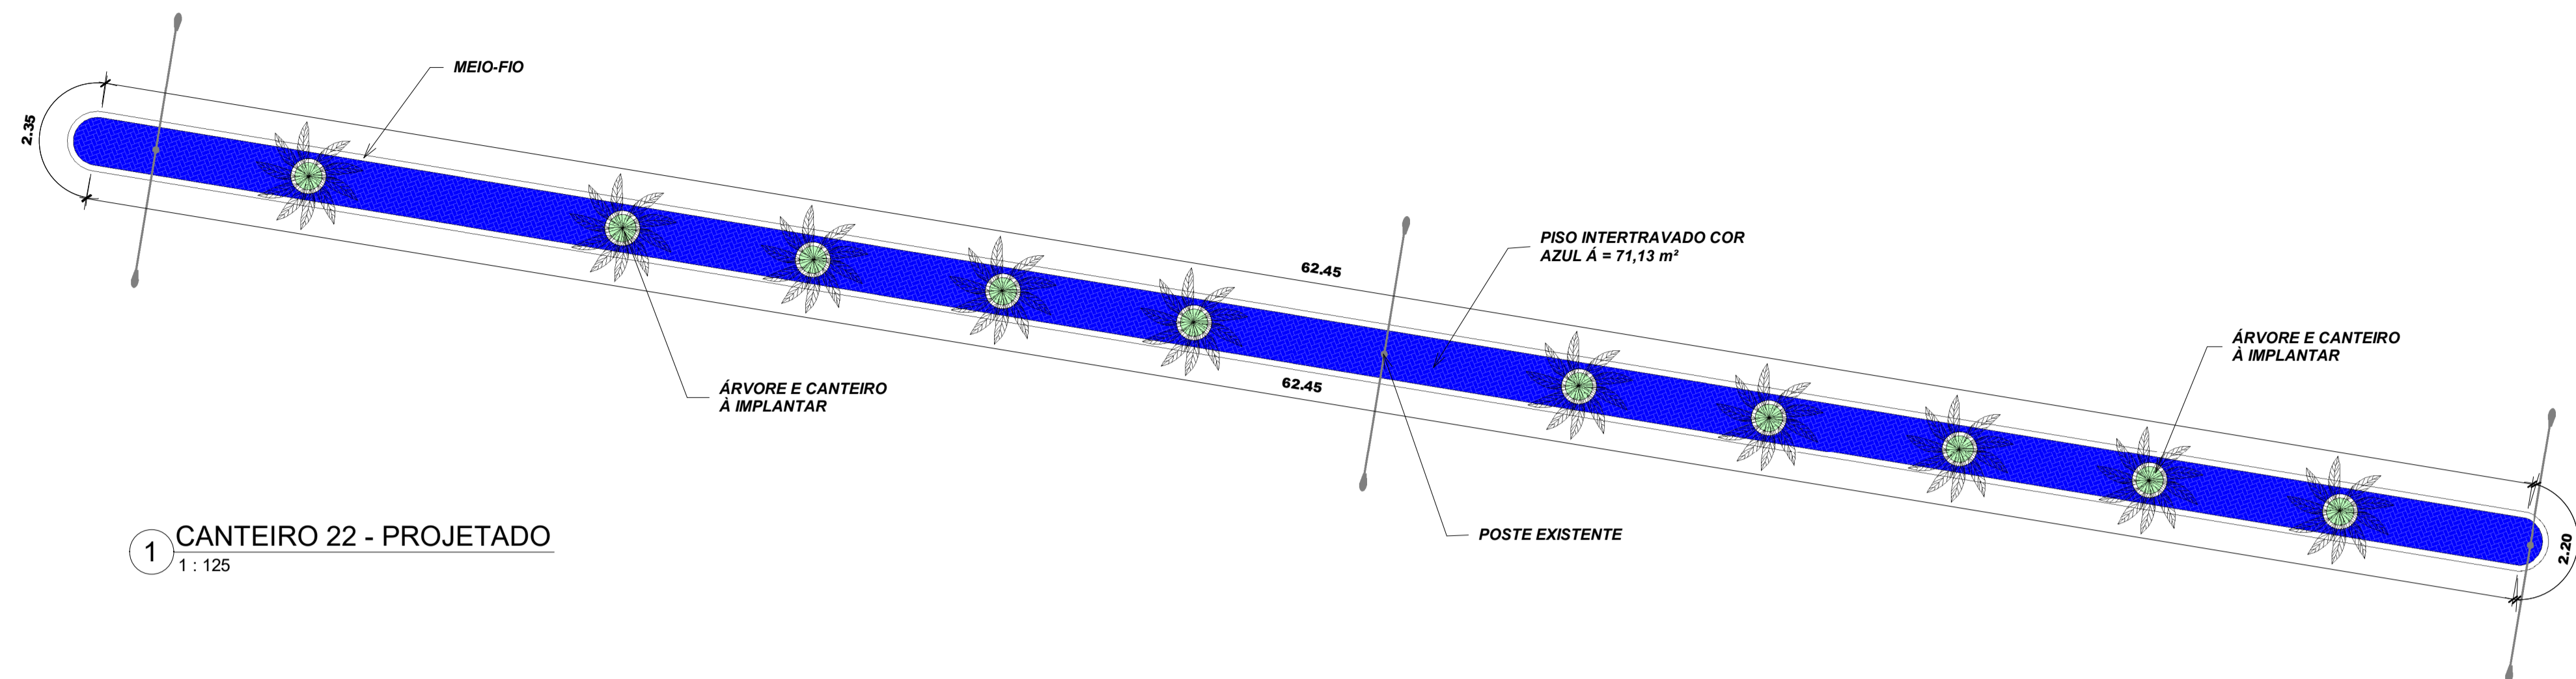 MEIO-FIO
2.35
PISO INTERTRAVADO COR
AZUL Á = 71,13 m²
62.45
62.45
ÁRVORE E CANTEIRO
À IMPLANTAR
ÁRVORE E CANTEIRO
À IMPLANTAR
POSTE EXISTENTE
2.20
1 CANTEIRO 22 - PROJETADO
1 : 125